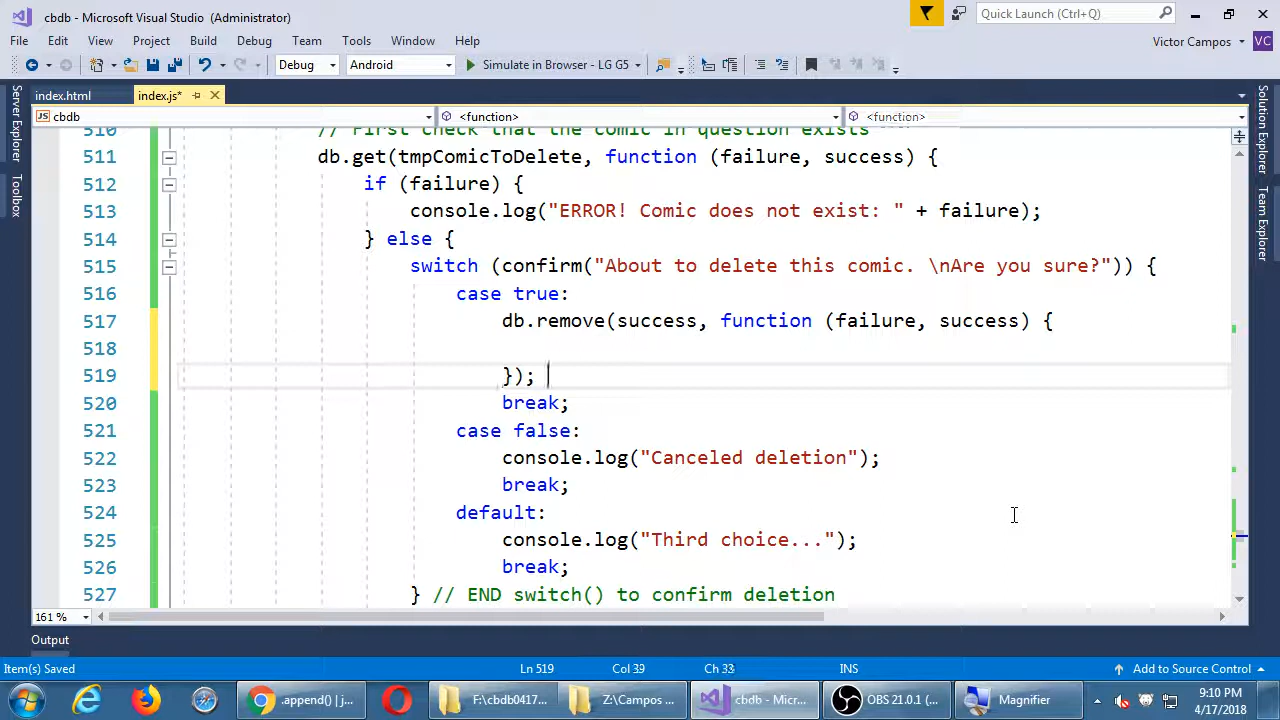 cbdb - Microsoft Visual Studio (Administrator)
Quick Launch (Ctrl+Q)
File Edit View Project Build Debug Team Tools Window Help
Victor Campos VC
Debug Android Simulate in Browser - LG G5
index.html index.js*
JS cbdb <function> <function>
Server Explorer
Toolbox
Solution Explorer
Team Explorer
510 // First check that the comic in question exists
511 db.get(tmpComicToDelete, function (failure, success) {
512 if (failure) {
513 console.log("ERROR! Comic does not exist: " + failure);
514 } else {
515 switch (confirm("About to delete this comic. \nAre you sure?")) {
516 case true:
517 db.remove(success, function (failure, success) {
518
519 });
520 break;
521 case false:
522 console.log("Canceled deletion");
523 break;
524 default:
525 console.log("Third choice...");
526 break;
527 } // END switch() to confirm deletion
161 %
Output
Item(s) Saved Ln 519 Col 39 Ch 33 INS Add to Source Control
.append() | j... F:\cbdb0417... Z:\Campos ... cbdb - Micr... OBS 21.0.1 (... Magnifier
9:10 PM
4/17/2018